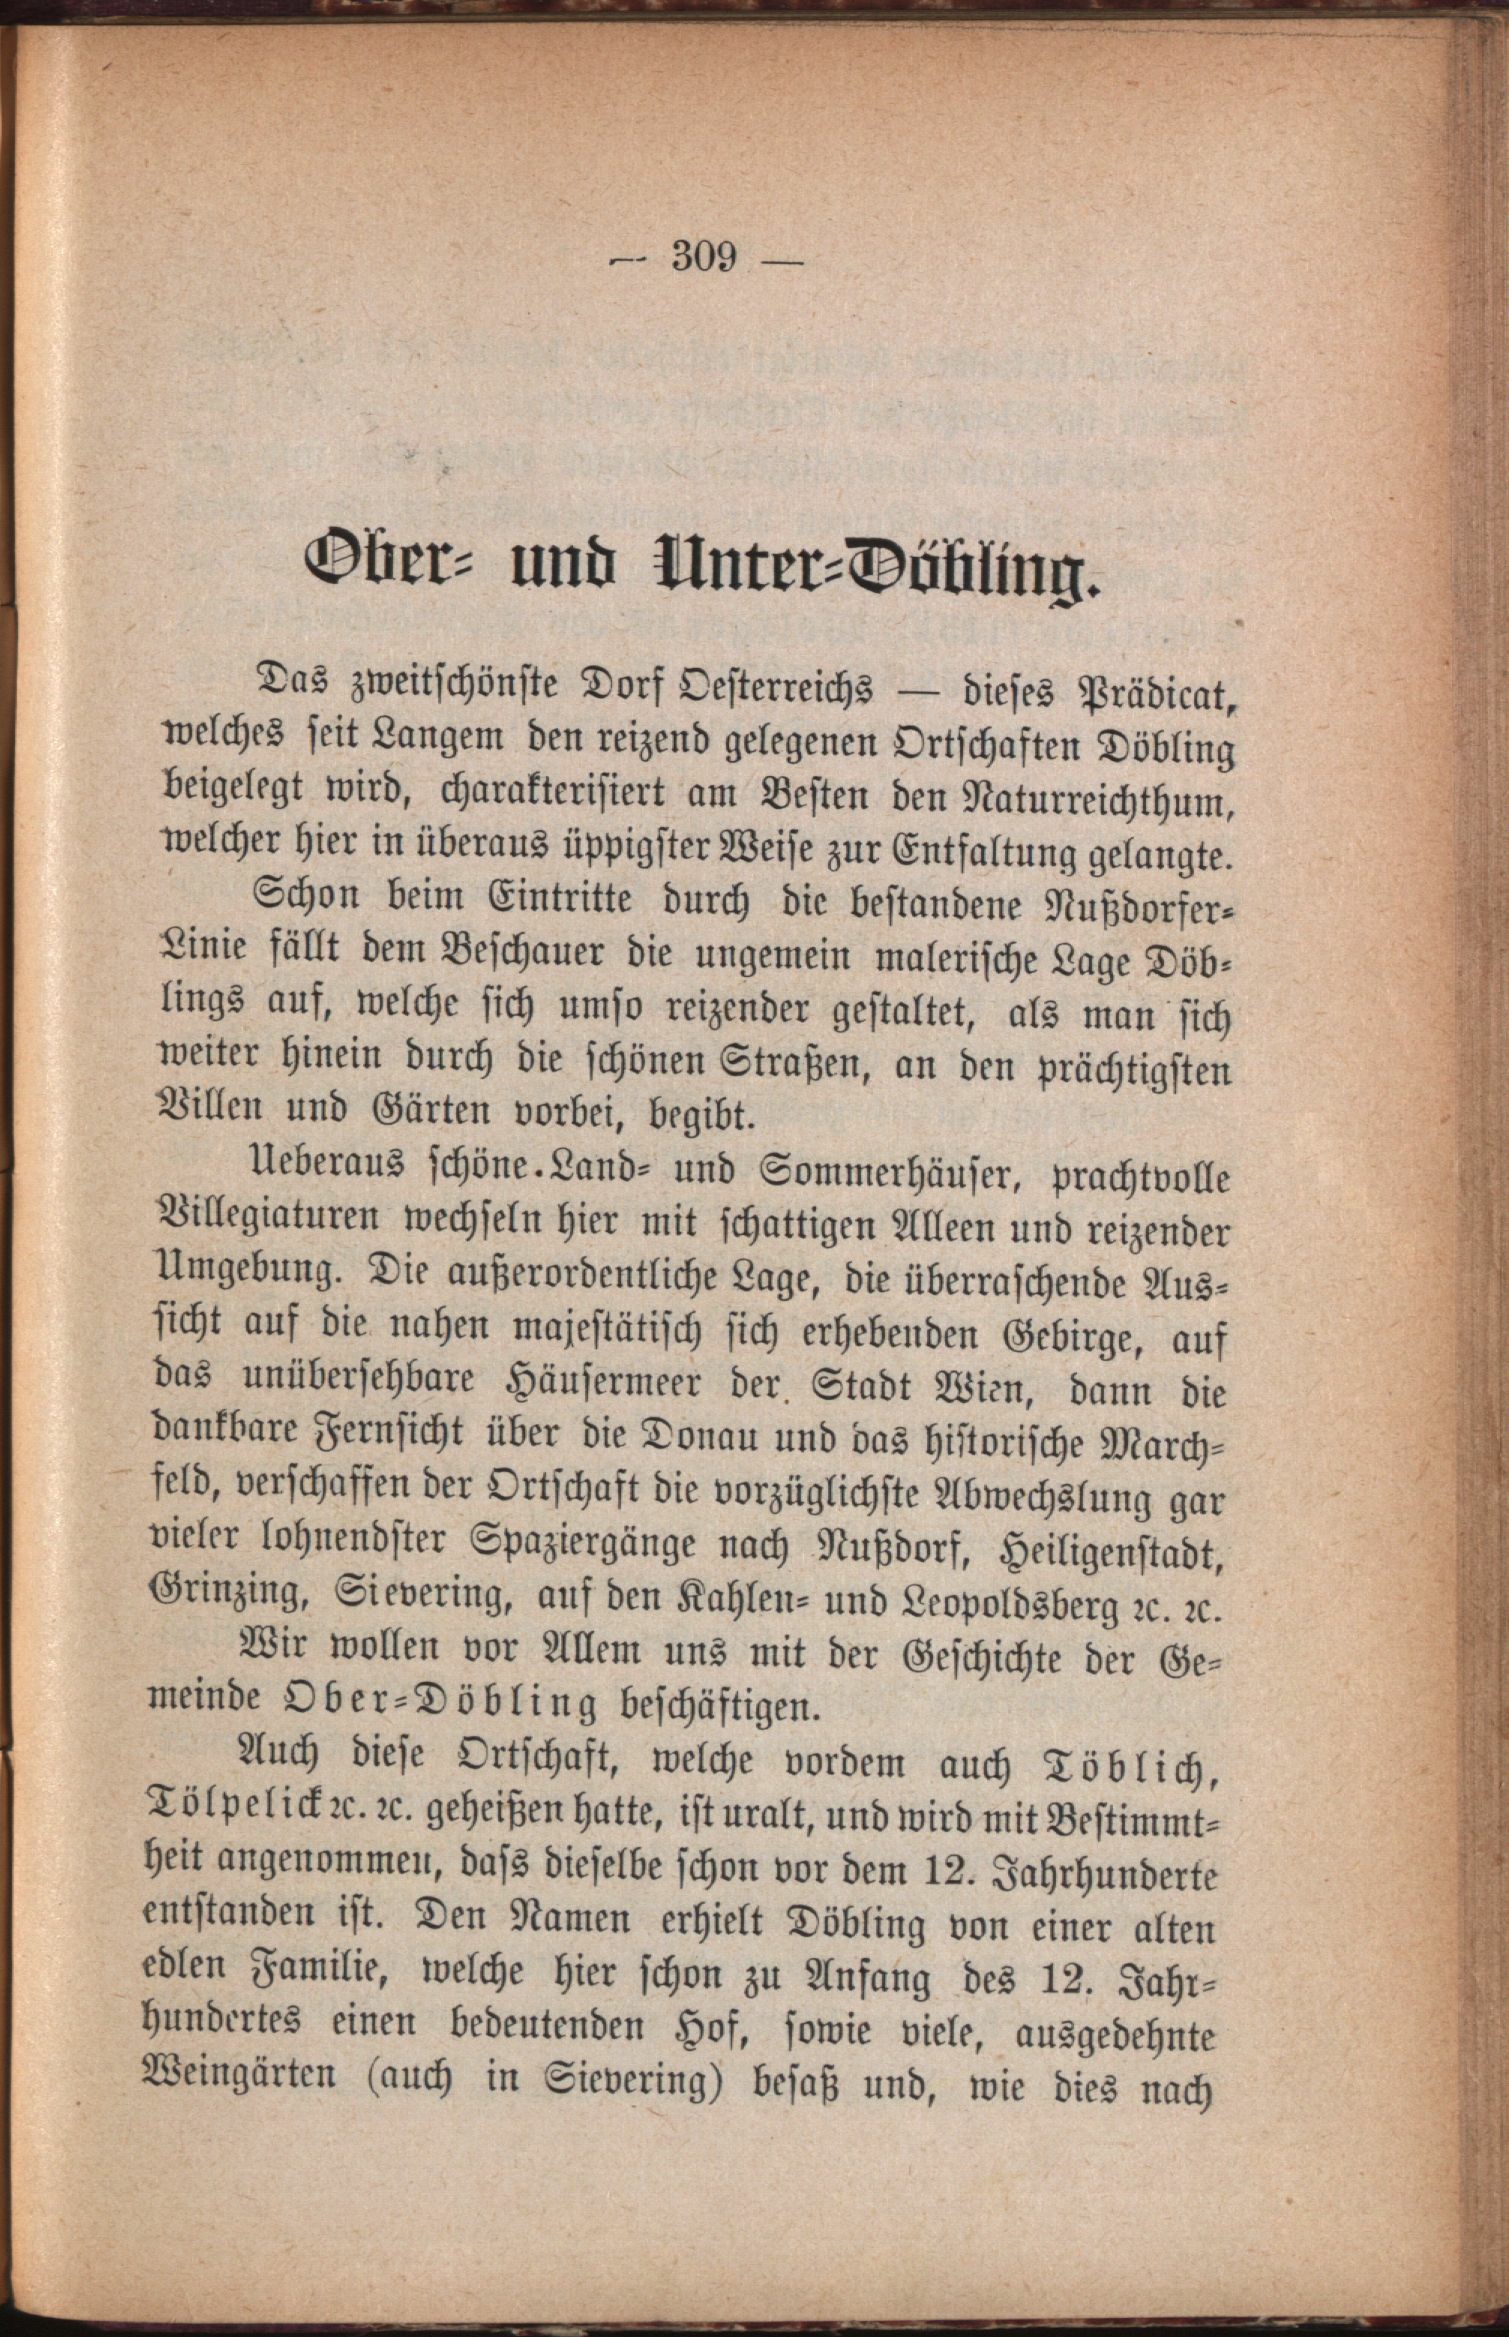 — 309 —
Ober- und Unter-Döbling.
Das zweitschönste Dorf Oesterreichs — dieses Prädicat,
welches seit Langem den reizend gelegenen Ortschaften Döbling
beigelegt wird, charakterisiert am Besten den Naturreichthum,
welcher hier in überaus üppigster Weise zur Entfaltung gelangte.
Schon beim Eintritte durch die bestandene Nußdorfer-
Linie fällt dem Beschauer die ungemein malerische Lage Döb-
lings auf, welche sich umso reizender gestaltet, als man sich
weiter hinein durch die schönen Straßen, an den prächtigsten
Villen und Gärten vorbei, begibt.
Ueberaus schöne Land- und Sommerhäuser, prachtvolle
Villegiaturen wechseln hier mit schattigen Alleen und reizender
Umgebung. Die außerordentliche Lage, die überraschende Aus-
sicht auf die nahen majestätisch sich erhebenden Gebirge, auf
das unübersehbare Häusermeer der Stadt Wien, dann die
dankbare Fernsicht über die Donau und das historische March-
feld, verschaffen der Ortschaft die vorzüglichste Abwechslung gar
vieler lohnendster Spaziergänge nach Nußdorf, Heiligenstadt,
Grinzing, Sievering, auf den Kahlen- und Leopoldsberg ꝛc. ꝛc.
Wir wollen vor Allem uns mit der Geschichte der Ge-
meinde Ober-Döbling beschäftigen.
Auch diese Ortschaft, welche vordem auch Töblich,
Tölpelick ꝛc. ꝛc. geheißen hatte, ist uralt, und wird mit Bestimmt-
heit angenommen, dass dieselbe schon vor dem 12. Jahrhunderte
entstanden ist. Den Namen erhielt Döbling von einer alten
edlen Familie, welche hier schon zu Anfang des 12. Jahr-
hundertes einen bedeutenden Hof, sowie viele, ausgedehnte
Weingärten (auch in Sievering) besaß und, wie dies nach